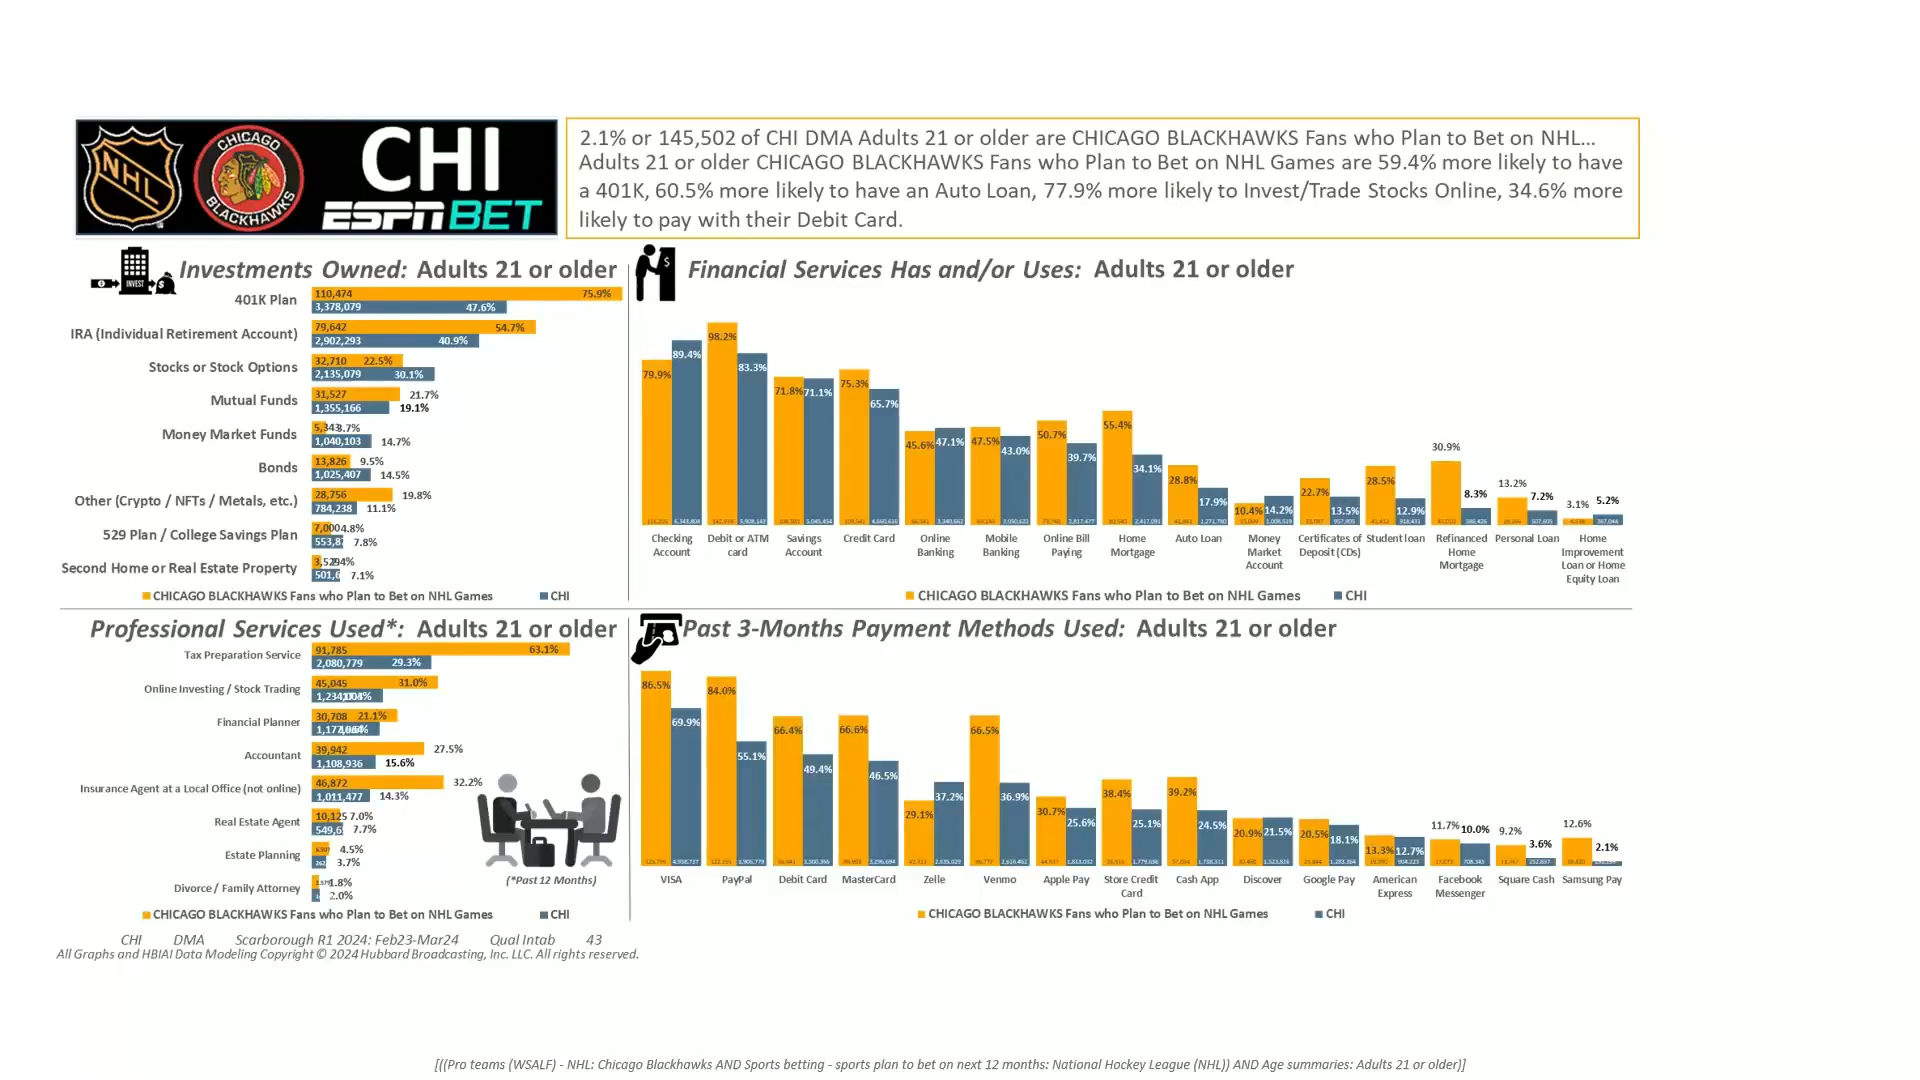 NHL
CHICAGO
BLACKHAWKS
CHI
ESPN BET
2.1% or 145,502 of CHI DMA Adults 21 or older are CHICAGO BLACKHAWKS Fans who Plan to Bet on NHL...
Adults 21 or older CHICAGO BLACKHAWKS Fans who Plan to Bet on NHL Games are 59.4% more likely to have
a 401K, 60.5% more likely to have an Auto Loan, 77.9% more likely to Invest/Trade Stocks Online, 34.6% more
likely to pay with their Debit Card.
INVEST
Investments Owned: Adults 21 or older
401K Plan 110,474 75.9%
3,378,079 47.6%
IRA (Individual Retirement Account) 79,642 54.7%
2,902,293 40.9%
Stocks or Stock Options 32,710 22.5%
2,135,079 30.1%
Mutual Funds 31,527 21.7%
1,355,166 19.1%
Money Market Funds 5,343 3.7%
1,040,103 14.7%
Bonds 13,826 9.5%
1,025,407 14.5%
Other (Crypto / NFTs / Metals, etc.) 28,756 19.8%
784,238 11.1%
529 Plan / College Savings Plan 7,000 4.8%
7.8%
Second Home or Real Estate Property
7.1%
CHICAGO BLACKHAWKS Fans who Plan to Bet on NHL Games CHI
Financial Services Has and/or Uses: Adults 21 or older
79.9% 89.4% 98.2% 83.3% 71.8% 71.1% 75.3% 65.7% 45.6% 47.1% 47.5% 43.0% 50.7% 39.7% 55.4% 34.1% 28.8% 17.9% 10.4% 14.2% 22.7% 13.5% 28.5% 12.9% 30.9% 8.3% 13.2% 7.2% 3.1% 5.2%
Checking Account
Debit or ATM card
Savings Account
Credit Card
Online Banking
Mobile Banking
Online Bill Paying
Home Mortgage
Auto Loan
Money Market Account
Certificates of Deposit (CDs)
Student loan
Refinanced Home Mortgage
Personal Loan
Home Improvement Loan or Home Equity Loan
CHICAGO BLACKHAWKS Fans who Plan to Bet on NHL Games CHI
Professional Services Used*: Adults 21 or older
Tax Preparation Service 91,785 63.1%
2,080,779 29.3%
Online Investing / Stock Trading 45,045 31.0%
Financial Planner 30,708 21.1%
Accountant 39,942 27.5%
1,108,936 15.6%
Insurance Agent at a Local Office (not online) 46,872 32.2%
1,011,477 14.3%
Real Estate Agent 10,125 7.0%
7.7%
Estate Planning 4.5%
3.7%
Divorce / Family Attorney 1.8%
2.0%
(*Past 12 Months)
CHICAGO BLACKHAWKS Fans who Plan to Bet on NHL Games CHI
Past 3-Months Payment Methods Used: Adults 21 or older
86.5% 69.9% 84.0% 55.1% 66.4% 49.4% 66.6% 46.5% 29.1% 37.2% 66.5% 36.9% 30.7% 25.6% 38.4% 25.1% 39.2% 24.5% 20.9% 21.5% 20.5% 18.1% 13.3% 12.7% 11.7% 10.0% 9.2% 3.6% 12.6% 2.1%
VISA
PayPal
Debit Card
MasterCard
Zelle
Venmo
Apple Pay
Store Credit Card
Cash App
Discover
Google Pay
American Express
Facebook Messenger
Square Cash
Samsung Pay
CHICAGO BLACKHAWKS Fans who Plan to Bet on NHL Games CHI
CHI DMA Scarborough R1 2024: Feb23-Mar24 Qual Intab 43
All Graphs and HBIAI Data Modeling Copyright © 2024 Hubbard Broadcasting, Inc. LLC. All rights reserved.
[((Pro teams (WSALF) - NHL: Chicago Blackhawks AND Sports betting - sports plan to bet on next 12 months: National Hockey League (NHL)) AND Age summaries: Adults 21 or older)]